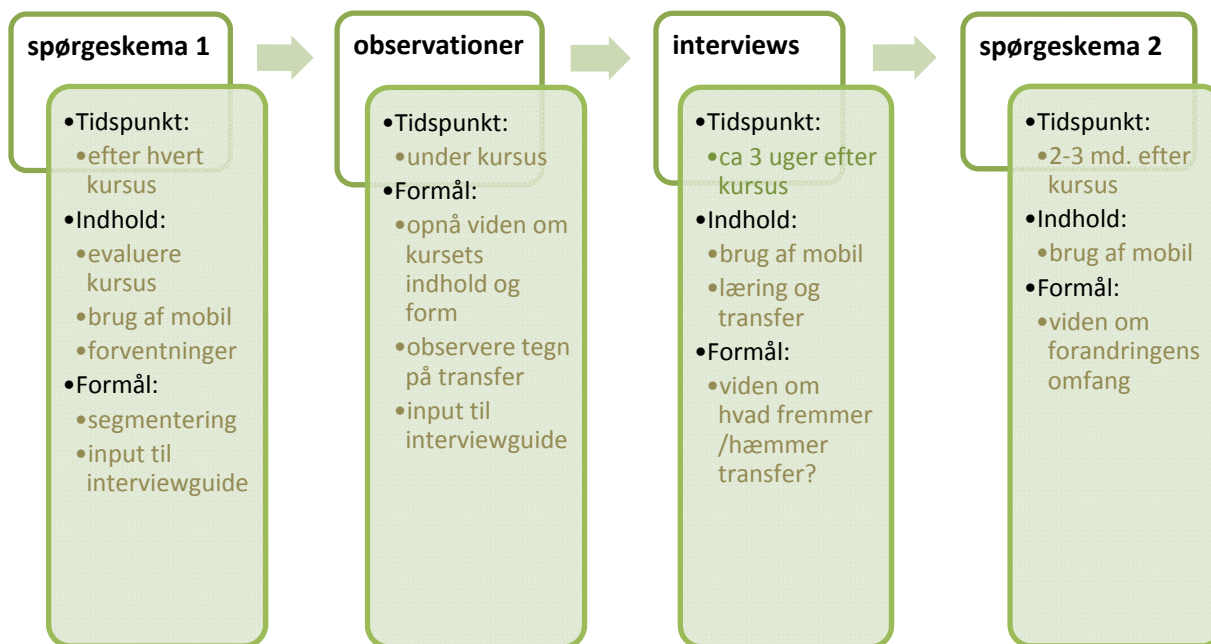 spørgeskema 1
•Tidspunkt:
•efter hvert
kursus
•Indhold:
•evaluere
kursus
•brug af mobil
•forventninger
•Formål:
•segmentering
•input til
interviewguide
observationer
•Tidspunkt:
•under kursus
•Formål:
•opnå viden om
kursets
indhold og
form
•observere tegn
på transfer
•input til
interviewguide
interviews
•Tidspunkt:
•ca 3 uger efter
kursus
•Indhold:
•brug af mobil
•læring og
transfer
•Formål:
•viden om
hvad fremmer
/hæmmer
transfer?
spørgeskema 2
•Tidspunkt:
•2-3 md. efter
kursus
•Indhold:
•brug af mobil
•Formål:
•viden om
forandringens
omfang